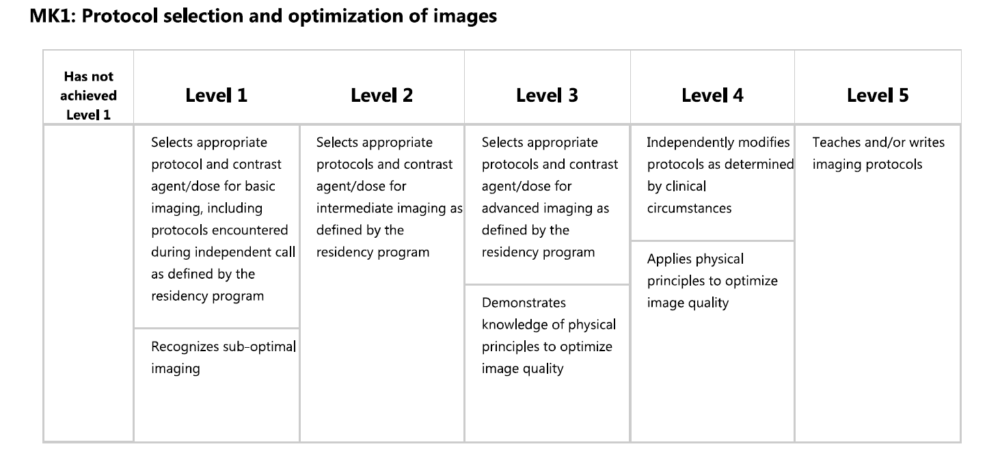 MK1: Protocol selection and optimization of images
Has not
achieved
Level 1
Level 1
Level 2
Level 3
Level 4
Level 5
Selects appropriate
protocol and contrast
agent/dose for basic
imaging, including
protocols encountered
during independent call
as defined by the
residency program
Recognizes sub-optimal
imaging
Selects appropriate
protocols and contrast
agent/dose for
intermediate imaging as
defined by the
residency program
Selects appropriate
protocols and contrast
agent/dose for
advanced imaging as
defined by the
residency program
Demonstrates
knowledge of physical
principles to optimize
image quality
Independently modifies
protocols as determined
by clinical
circumstances
Applies physical
principles to optimize
image quality
Teaches and/or writes
imaging protocols